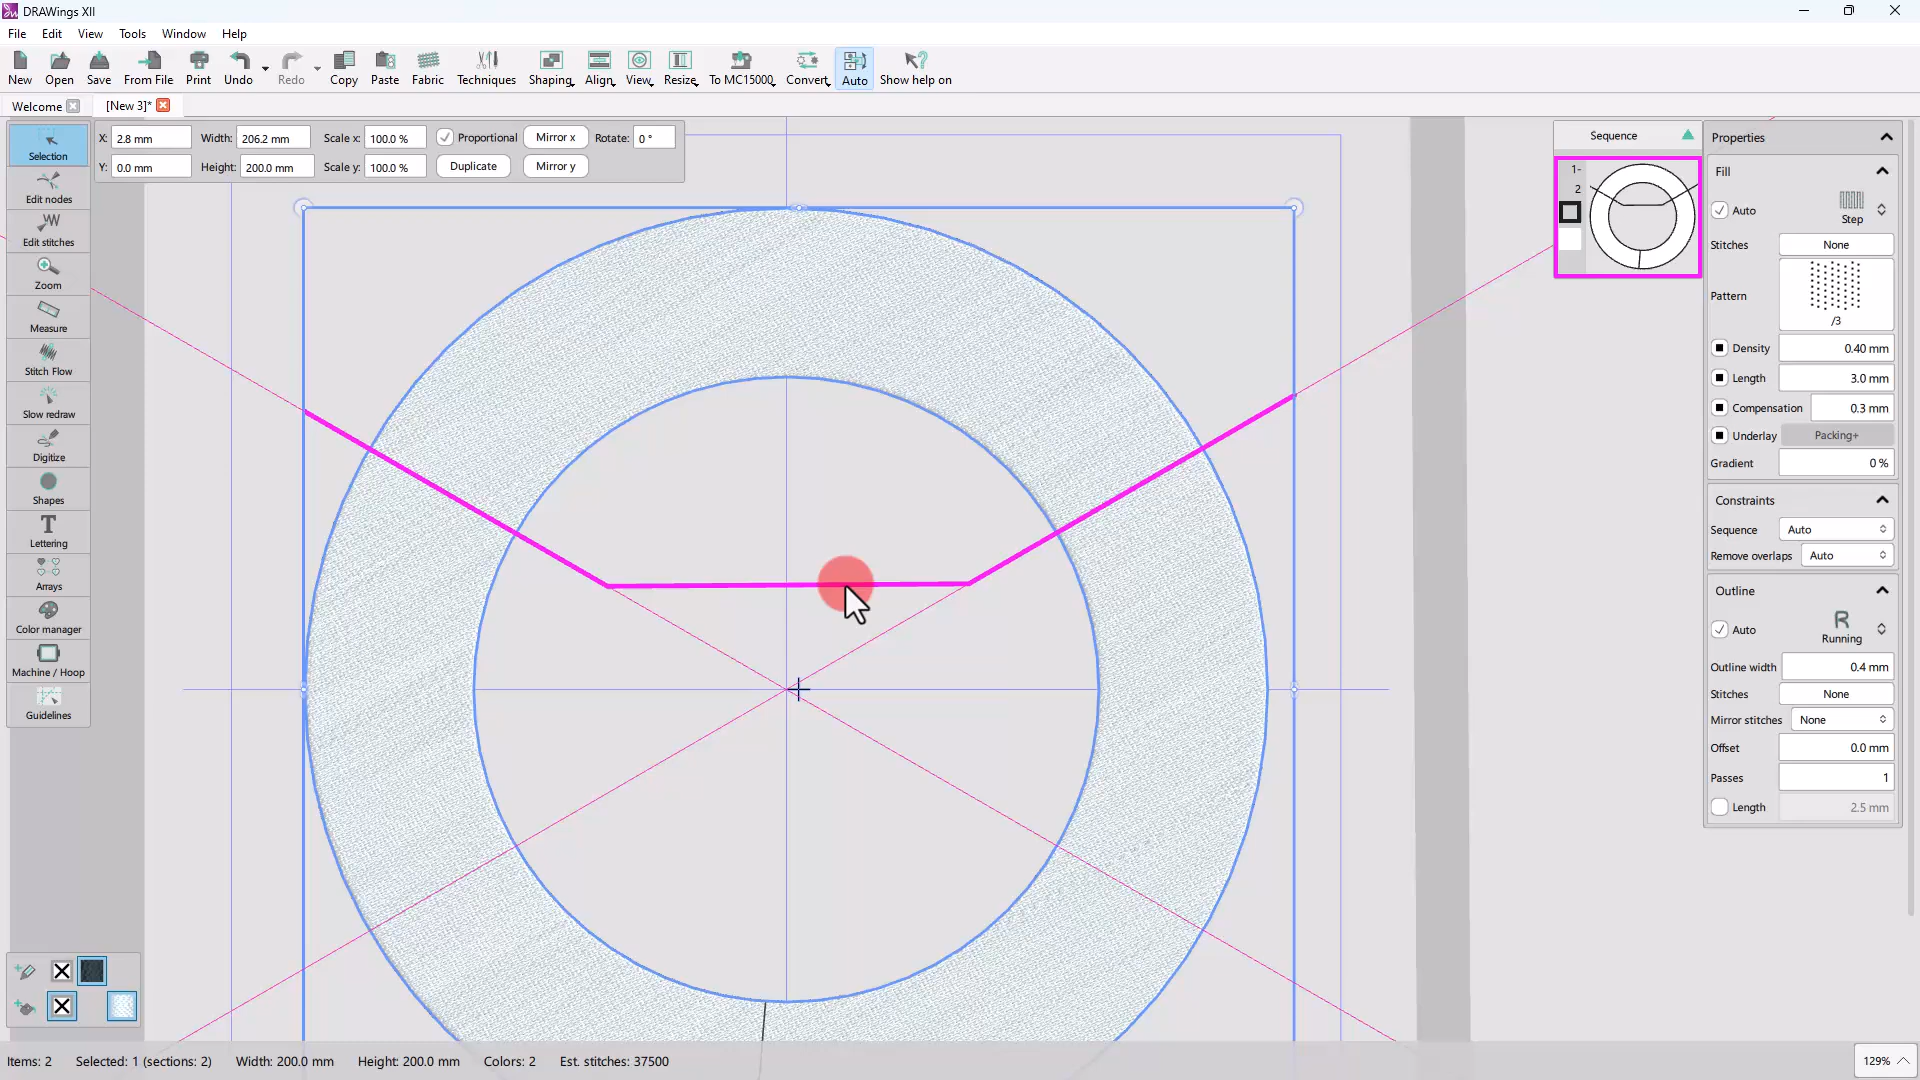 DRAWings XII
File Edit View Tools Window Help
New Open Save From File Print Undo Redo Copy Paste Fabric Techniques Shaping Align View Resize To MC15000 Convert Auto Show help on
Welcome [New 3]*
X: 2.8 mm Width: 206.2 mm Scale x: 100.0 % Proportional Mirror x Rotate: 0 °
Y: 0.0 mm Height: 200.0 mm Scale y: 100.0 % Duplicate Mirror y
Selection
Edit nodes
Edit stitches
Zoom
Measure
Stitch Flow
Slow redraw
Digitize
Shapes
Lettering
Arrays
Color manager
Machine / Hoop
Guidelines
Sequence
1-
2
Properties
Fill
Auto Step
Stitches None
Pattern
/3
Density 0.40 mm
Length 3.0 mm
Compensation 0.3 mm
Underlay Packing+
Gradient 0 %
Constraints
Sequence Auto
Remove overlaps Auto
Outline
Auto R Running
Outline width 0.4 mm
Stitches None
Mirror stitches None
Offset 0.0 mm
Passes 1
Length 2.5 mm
Items: 2 Selected: 1 (sections: 2) Width: 200.0 mm Height: 200.0 mm Colors: 2 Est. stitches: 37500
129%